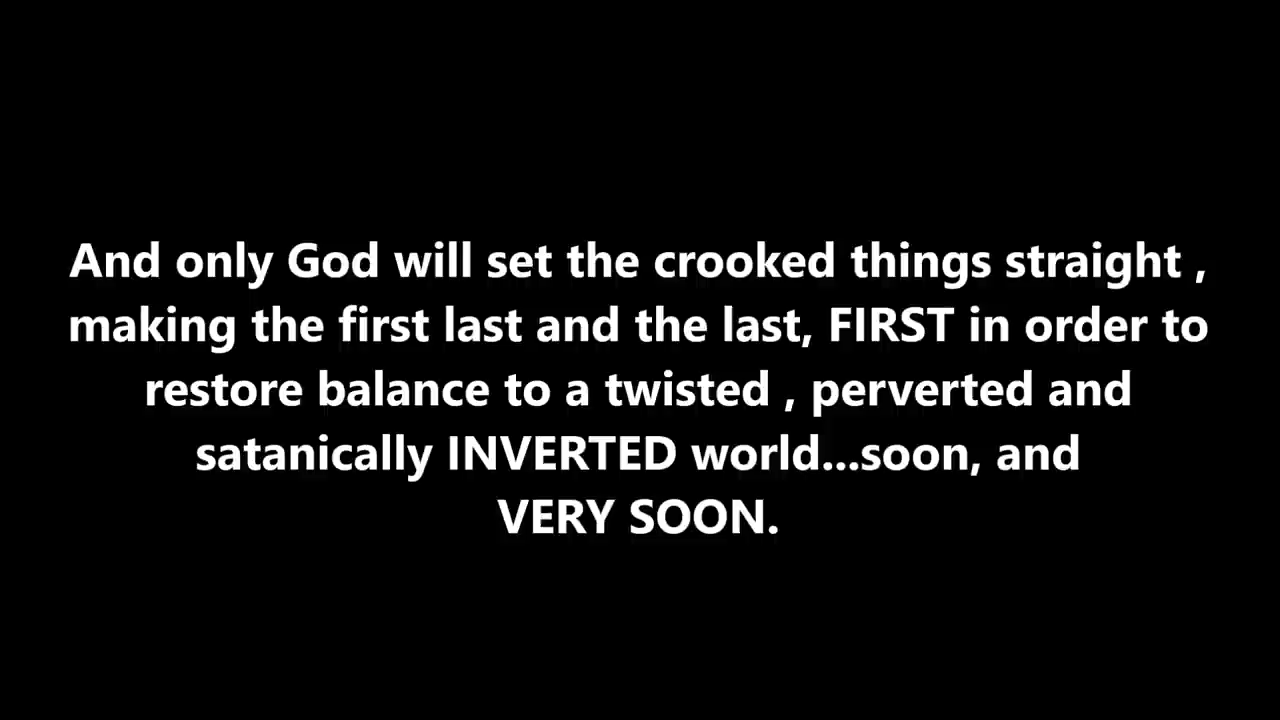 And only God will set the crooked things straight ,
making the first last and the last, FIRST in order to
restore balance to a twisted , perverted and
satanically INVERTED world...soon, and
VERY SOON.